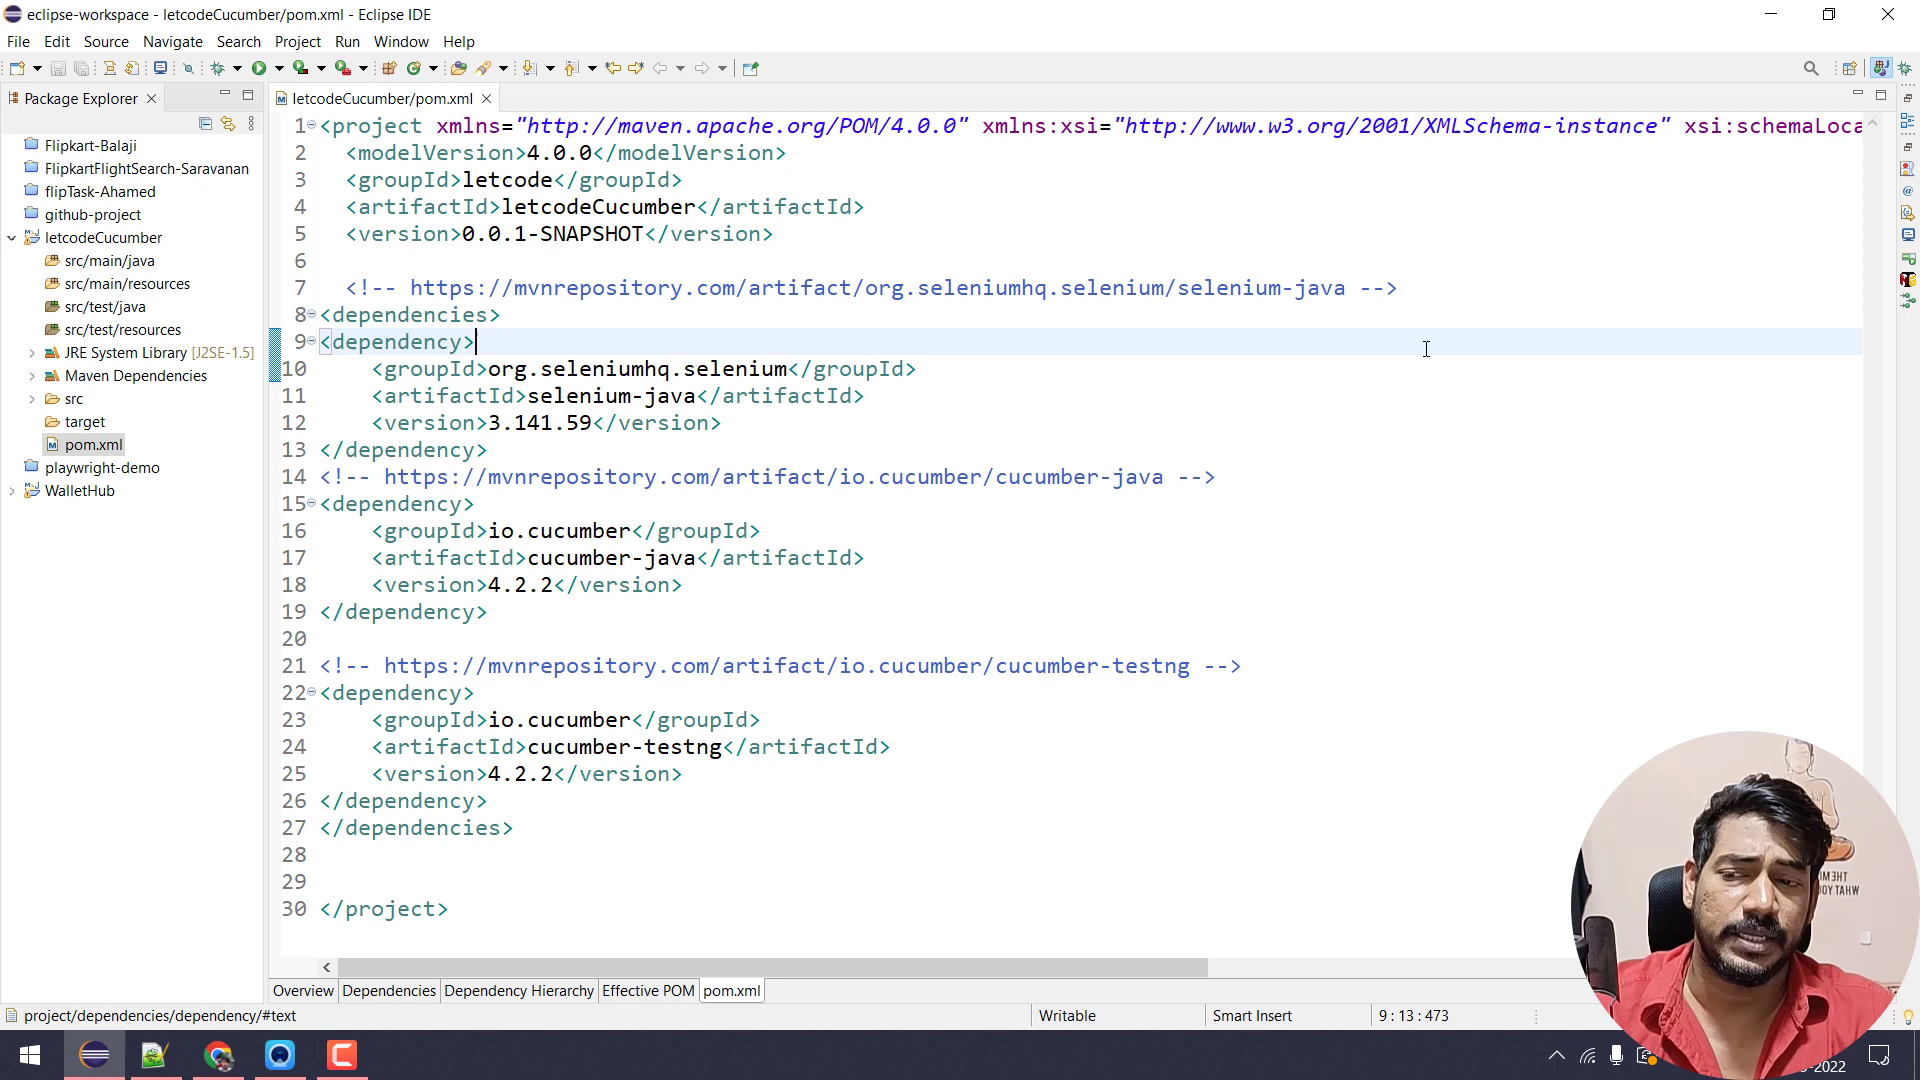 eclipse-workspace - letcodeCucumber/pom.xml - Eclipse IDE
File Edit Source Navigate Search Project Run Window Help
Package Explorer
letcodeCucumber/pom.xml
Flipkart-Balaji
FlipkartFlightSearch-Saravanan
flipTask-Ahamed
github-project
letcodeCucumber
src/main/java
src/main/resources
src/test/java
src/test/resources
JRE System Library [J2SE-1.5]
Maven Dependencies
src
target
pom.xml
playwright-demo
WalletHub
1 <project xmlns="http://maven.apache.org/POM/4.0.0" xmlns:xsi="http://www.w3.org/2001/XMLSchema-instance" xsi:schemaLoca
2 <modelVersion>4.0.0</modelVersion>
3 <groupId>letcode</groupId>
4 <artifactId>letcodeCucumber</artifactId>
5 <version>0.0.1-SNAPSHOT</version>
6
7 <!-- https://mvnrepository.com/artifact/org.seleniumhq.selenium/selenium-java -->
8 <dependencies>
9 <dependency>
10 <groupId>org.seleniumhq.selenium</groupId>
11 <artifactId>selenium-java</artifactId>
12 <version>3.141.59</version>
13 </dependency>
14 <!-- https://mvnrepository.com/artifact/io.cucumber/cucumber-java -->
15 <dependency>
16 <groupId>io.cucumber</groupId>
17 <artifactId>cucumber-java</artifactId>
18 <version>4.2.2</version>
19 </dependency>
20
21 <!-- https://mvnrepository.com/artifact/io.cucumber/cucumber-testng -->
22 <dependency>
23 <groupId>io.cucumber</groupId>
24 <artifactId>cucumber-testng</artifactId>
25 <version>4.2.2</version>
26 </dependency>
27 </dependencies>
28
29
30 </project>
Overview Dependencies Dependency Hierarchy Effective POM pom.xml
project/dependencies/dependency/#text Writable Smart Insert 9 : 13 : 473
-2022